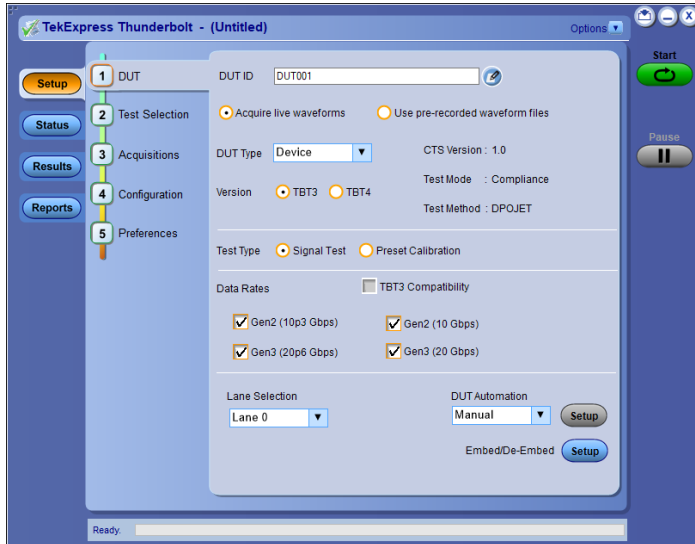 TekExpress Thunderbolt - (Untitled)
Options
Start
Pause
Setup
Status
Results
Reports
1 DUT
2 Test Selection
3 Acquisitions
4 Configuration
5 Preferences
DUT ID DUT001
Acquire live waveforms Use pre-recorded waveform files
DUT Type Device CTS Version : 1.0
Test Mode : Compliance
Version TBT3 TBT4
Test Method : DPOJET
Test Type Signal Test Preset Calibration
Data Rates TBT3 Compatibility
Gen2 (10p3 Gbps) Gen2 (10 Gbps)
Gen3 (20p6 Gbps) Gen3 (20 Gbps)
Lane Selection DUT Automation
Lane 0 Manual Setup
Embed/De-Embed Setup
Ready.